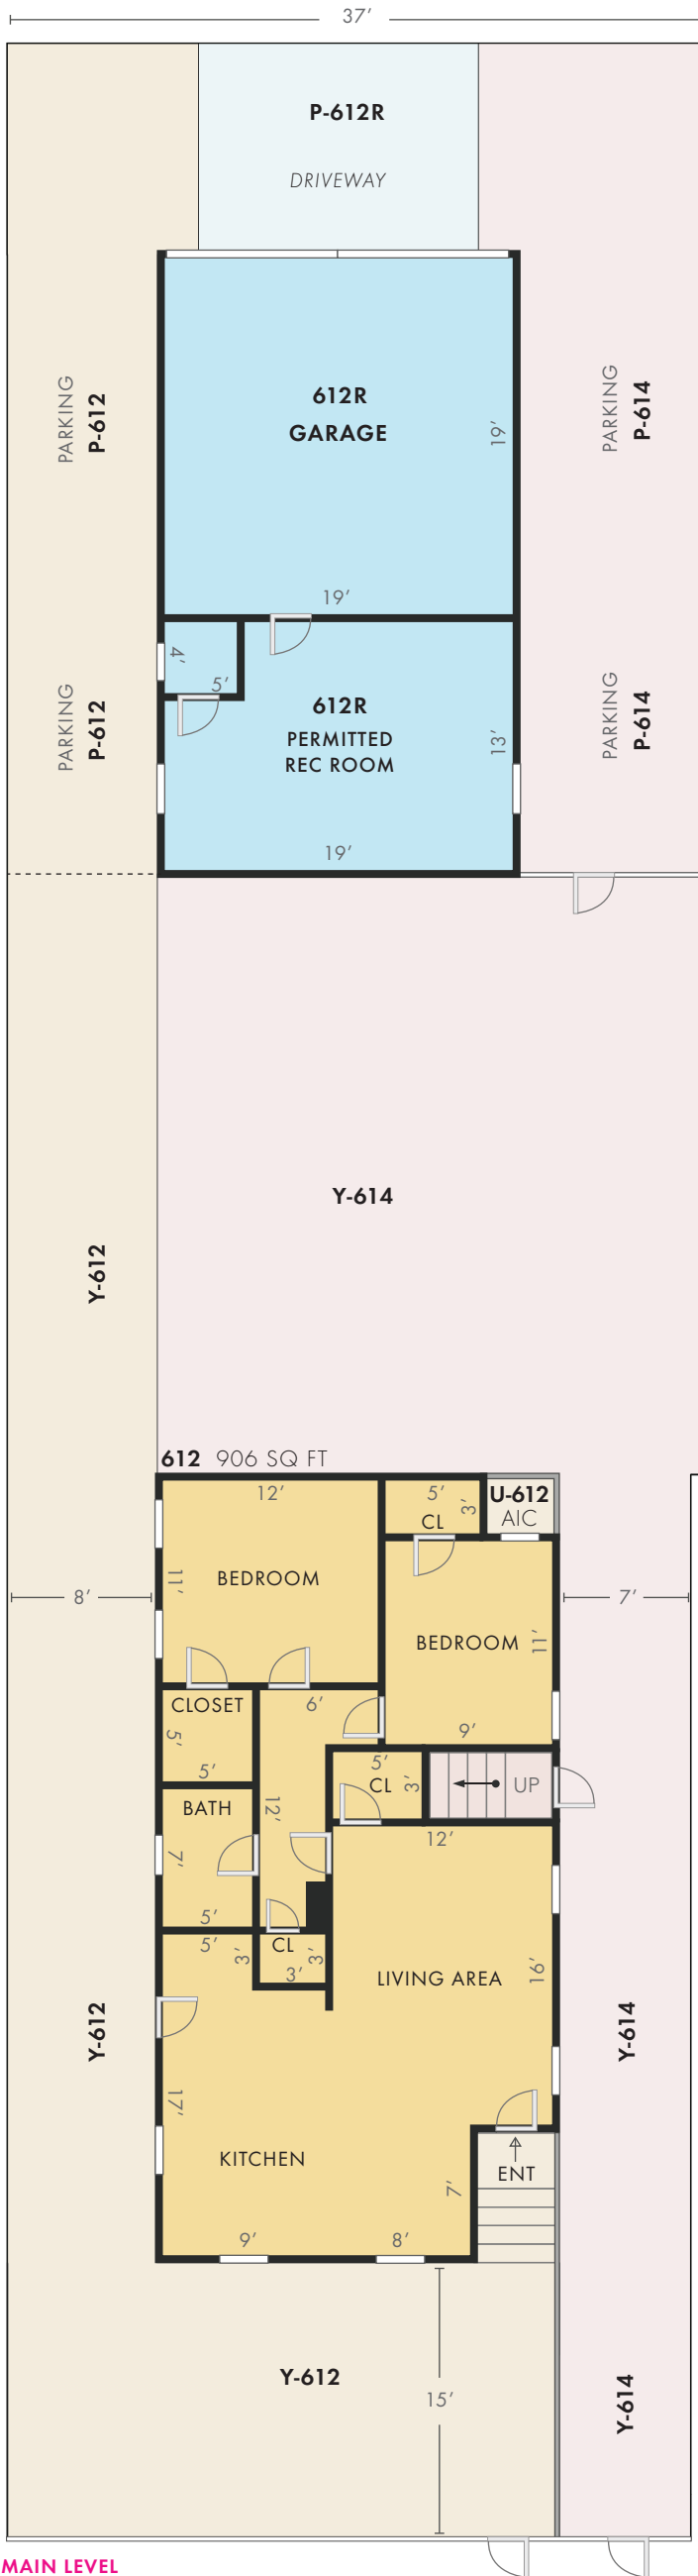 37'
P-612R
DRIVEWAY
PARKING
P-612
612R
GARAGE
19'
PARKING
P-614
19'
4'
5'
PARKING
P-612
612R
PERMITTED
REC ROOM
13'
PARKING
P-614
19'
Y-614
Y-612
612 906 SQ FT
12'
5'
3'
CL
U-612
AIC
11'
BEDROOM
8'
7'
BEDROOM
11'
CLOSET
6'
5'
5'
9'
5'
CL
3'
UP
BATH
12'
7'
5'
12'
5'
3'
CL
3'
3'
LIVING AREA
16'
Y-612
Y-614
17'
KITCHEN
ENT
7'
9'
8'
Y-612
15'
Y-614
MAIN LEVEL